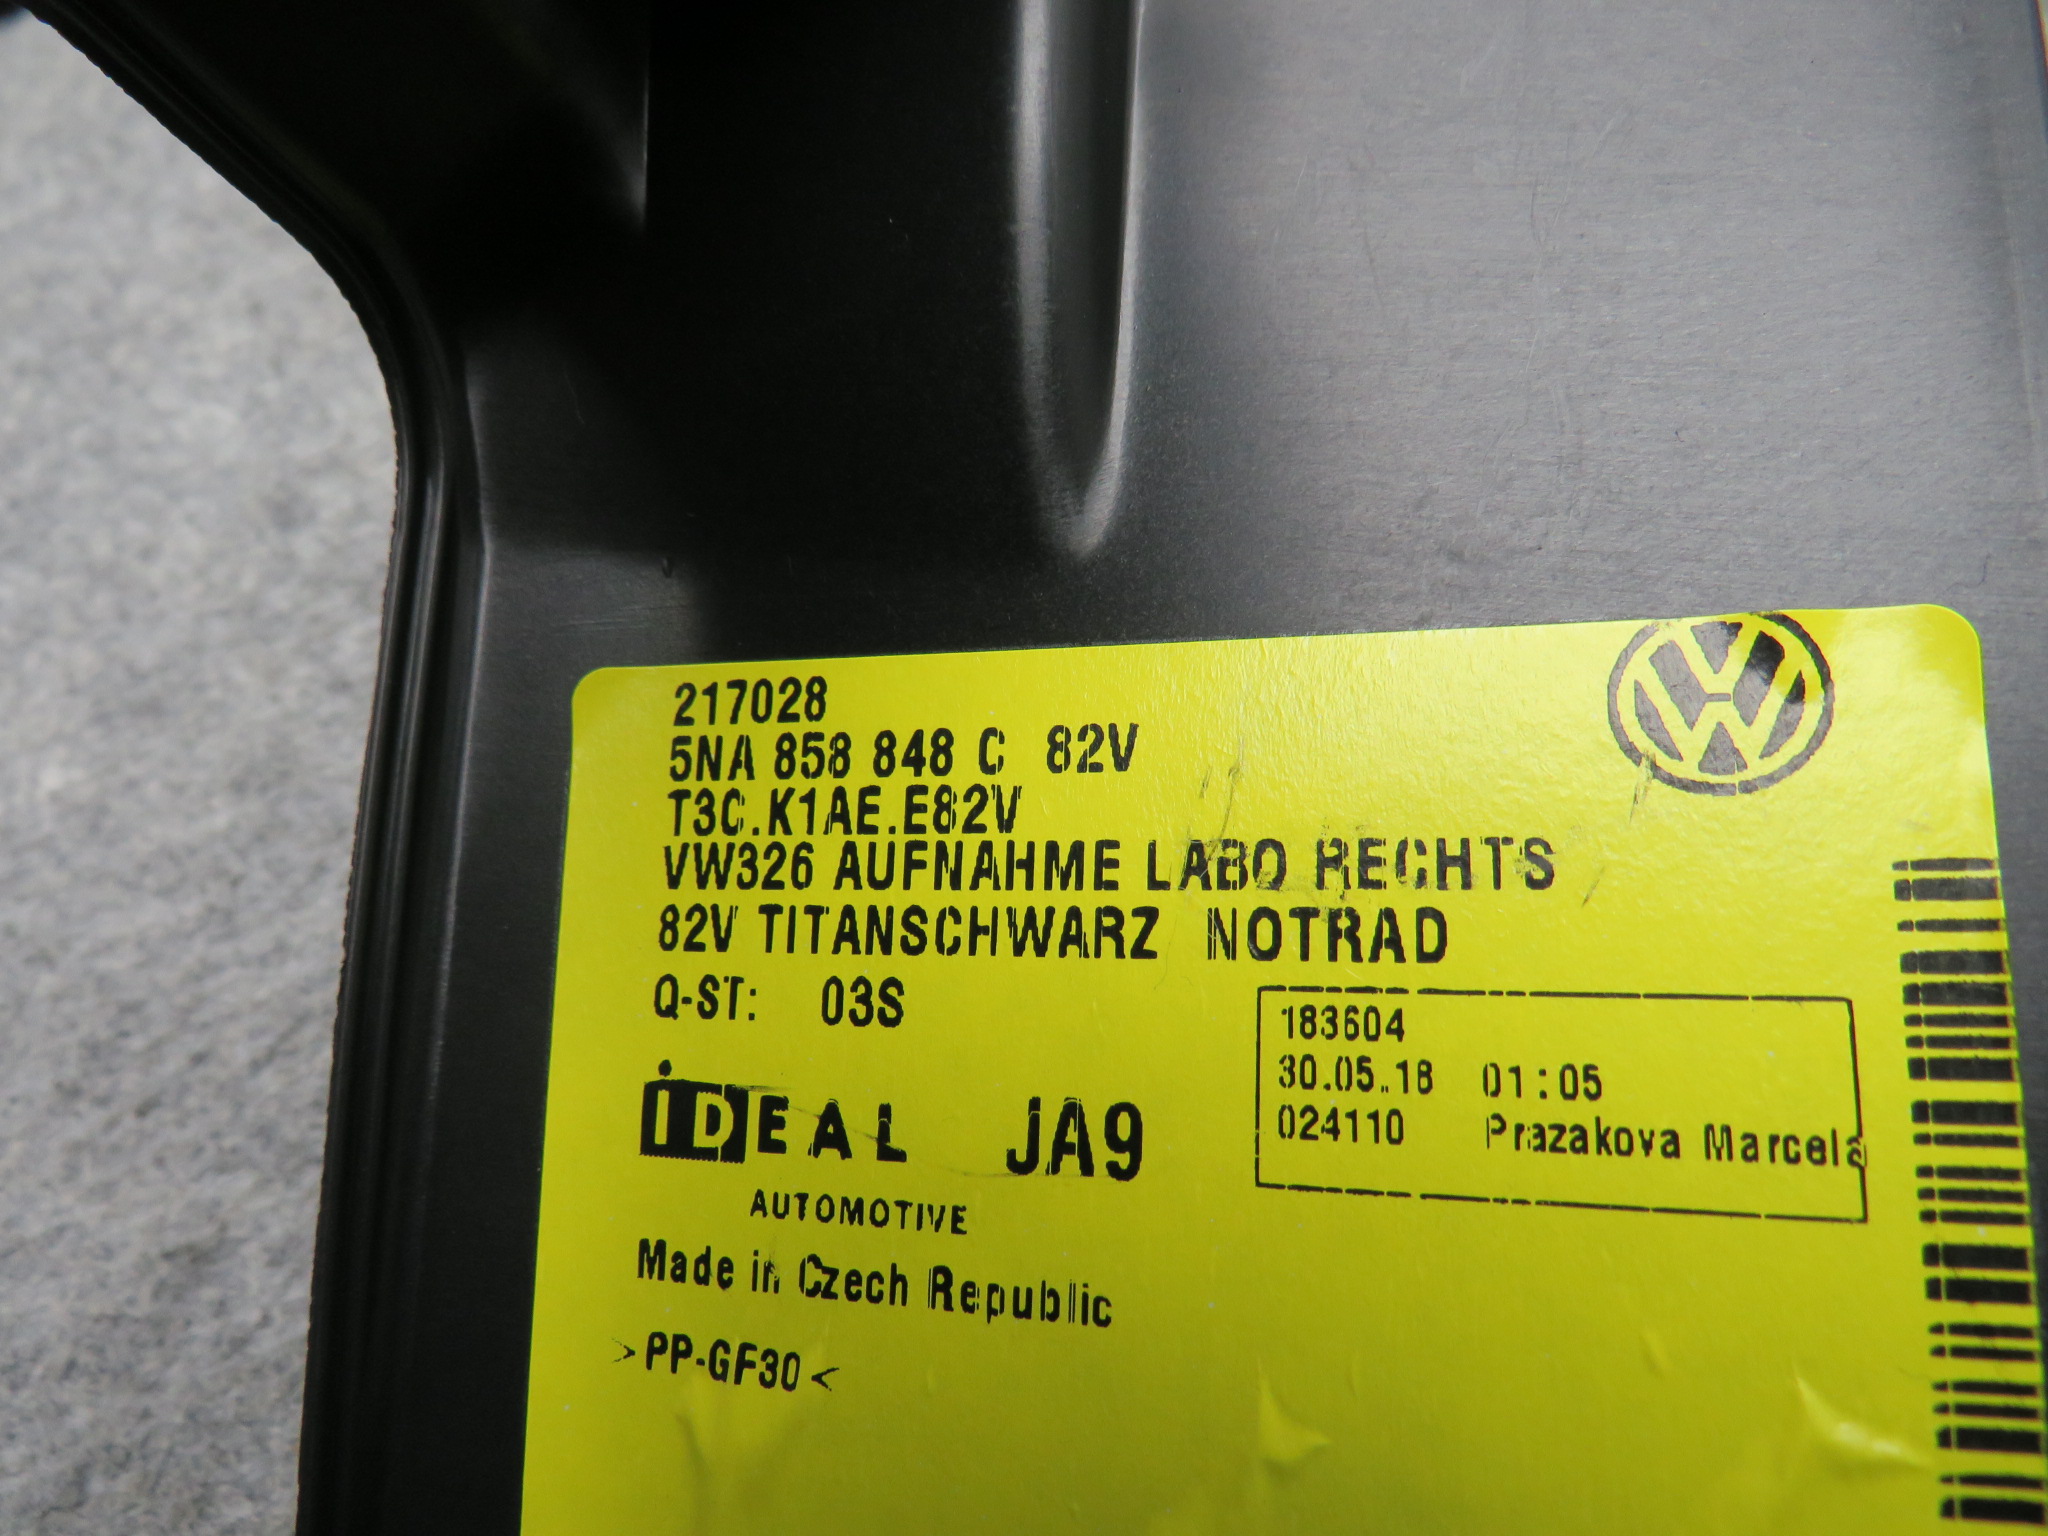 217028
5NA 858 848 C 82V
T3C.K1AE.E82V
VW326 AUFNAHME LABO RECHTS
82V TITANSCHWARZ NOTRAD
Q-ST: 03S
183604
30.05.18 01:05
024110 Prazakova Marcela
iDEAL JA9
AUTOMOTIVE
Made in Czech Republic
>PP-GF30<